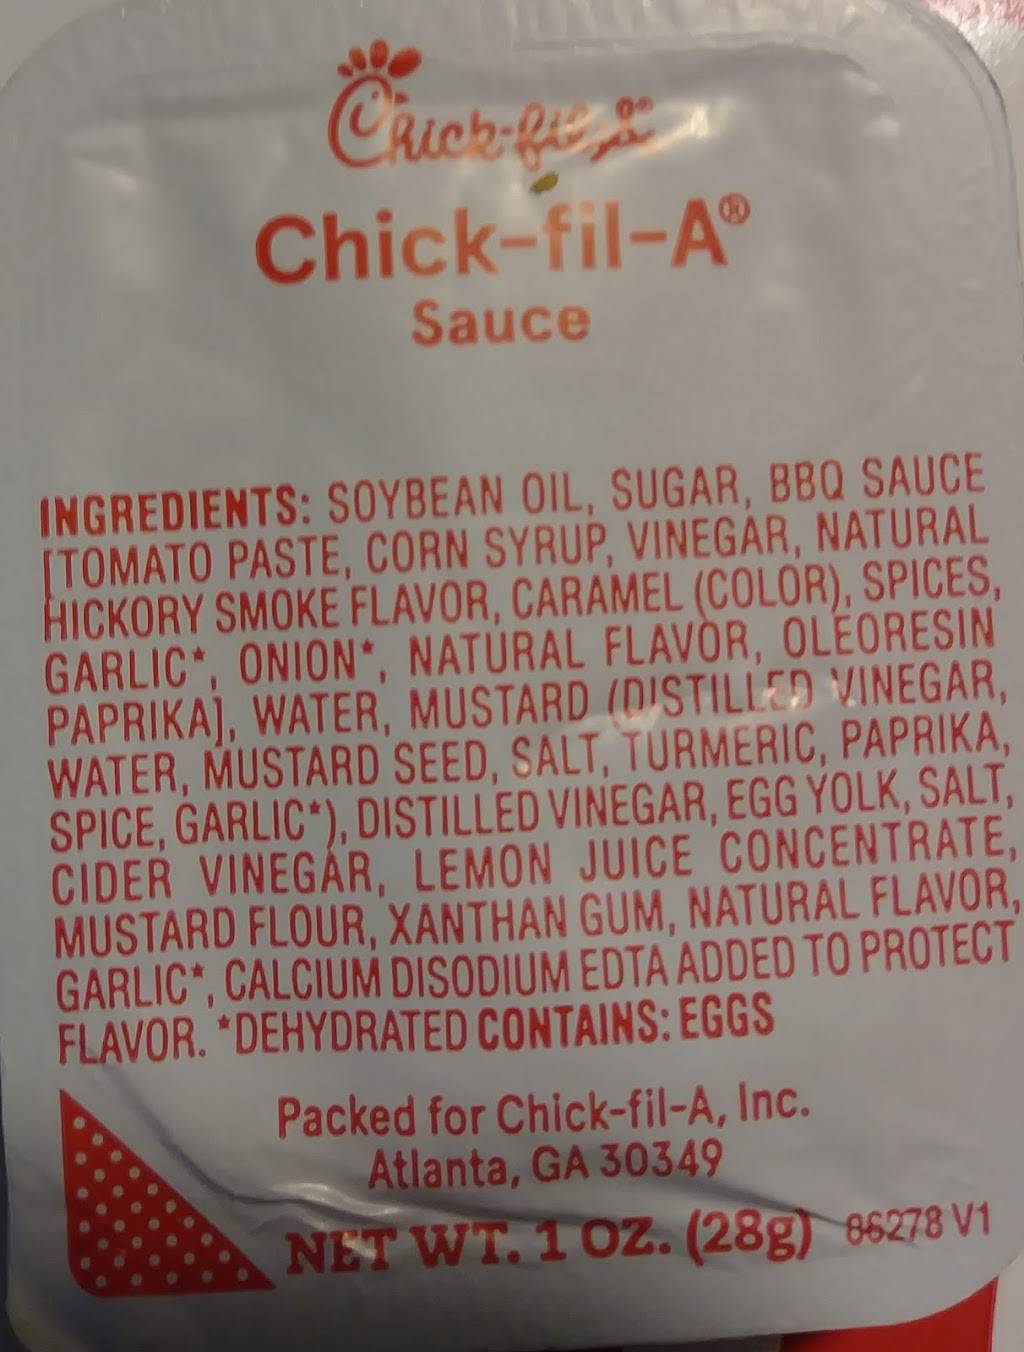 Chick-fil-A®
Chick-fil-A®
Sauce
INGREDIENTS: SOYBEAN OIL, SUGAR, BBQ SAUCE
[TOMATO PASTE, CORN SYRUP, VINEGAR, NATURAL
HICKORY SMOKE FLAVOR, CARAMEL (COLOR), SPICES,
GARLIC*, ONION*, NATURAL FLAVOR, OLEORESIN
PAPRIKA], WATER, MUSTARD (DISTILLED VINEGAR,
WATER, MUSTARD SEED, SALT, TURMERIC, PAPRIKA,
SPICE, GARLIC*), DISTILLED VINEGAR, EGG YOLK, SALT,
CIDER VINEGAR, LEMON JUICE CONCENTRATE,
MUSTARD FLOUR, XANTHAN GUM, NATURAL FLAVOR,
GARLIC*, CALCIUM DISODIUM EDTA ADDED TO PROTECT
FLAVOR. *DEHYDRATED CONTAINS: EGGS
Packed for Chick-fil-A, Inc.
Atlanta, GA 30349
NET WT. 1 OZ. (28g) 86278 V1